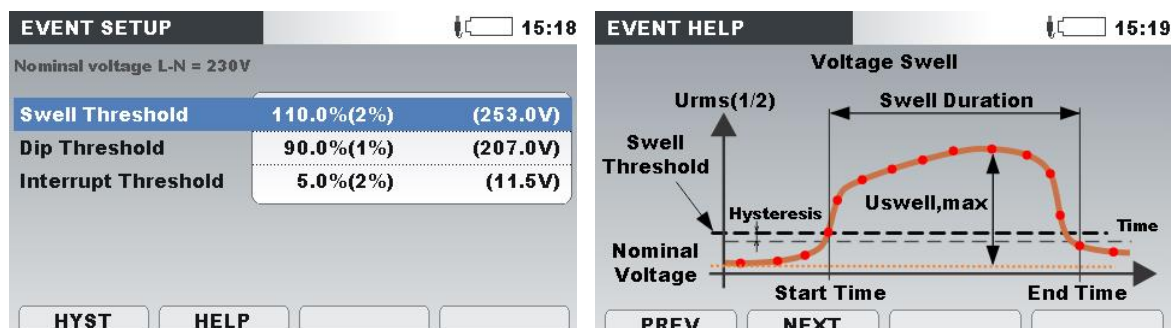 EVENT SETUP 15:18
Nominal voltage L-N = 230V
Swell Threshold 110.0%(2%) (253.0V)
Dip Threshold 90.0%(1%) (207.0V)
Interrupt Threshold 5.0%(2%) (11.5V)
HYST HELP
EVENT HELP 15:19
Voltage Swell
Urms(1/2) Swell Duration
Swell
Threshold
Uswell,max
Hysteresis
Time
Nominal
Voltage
Start Time End Time
PREV NEXT